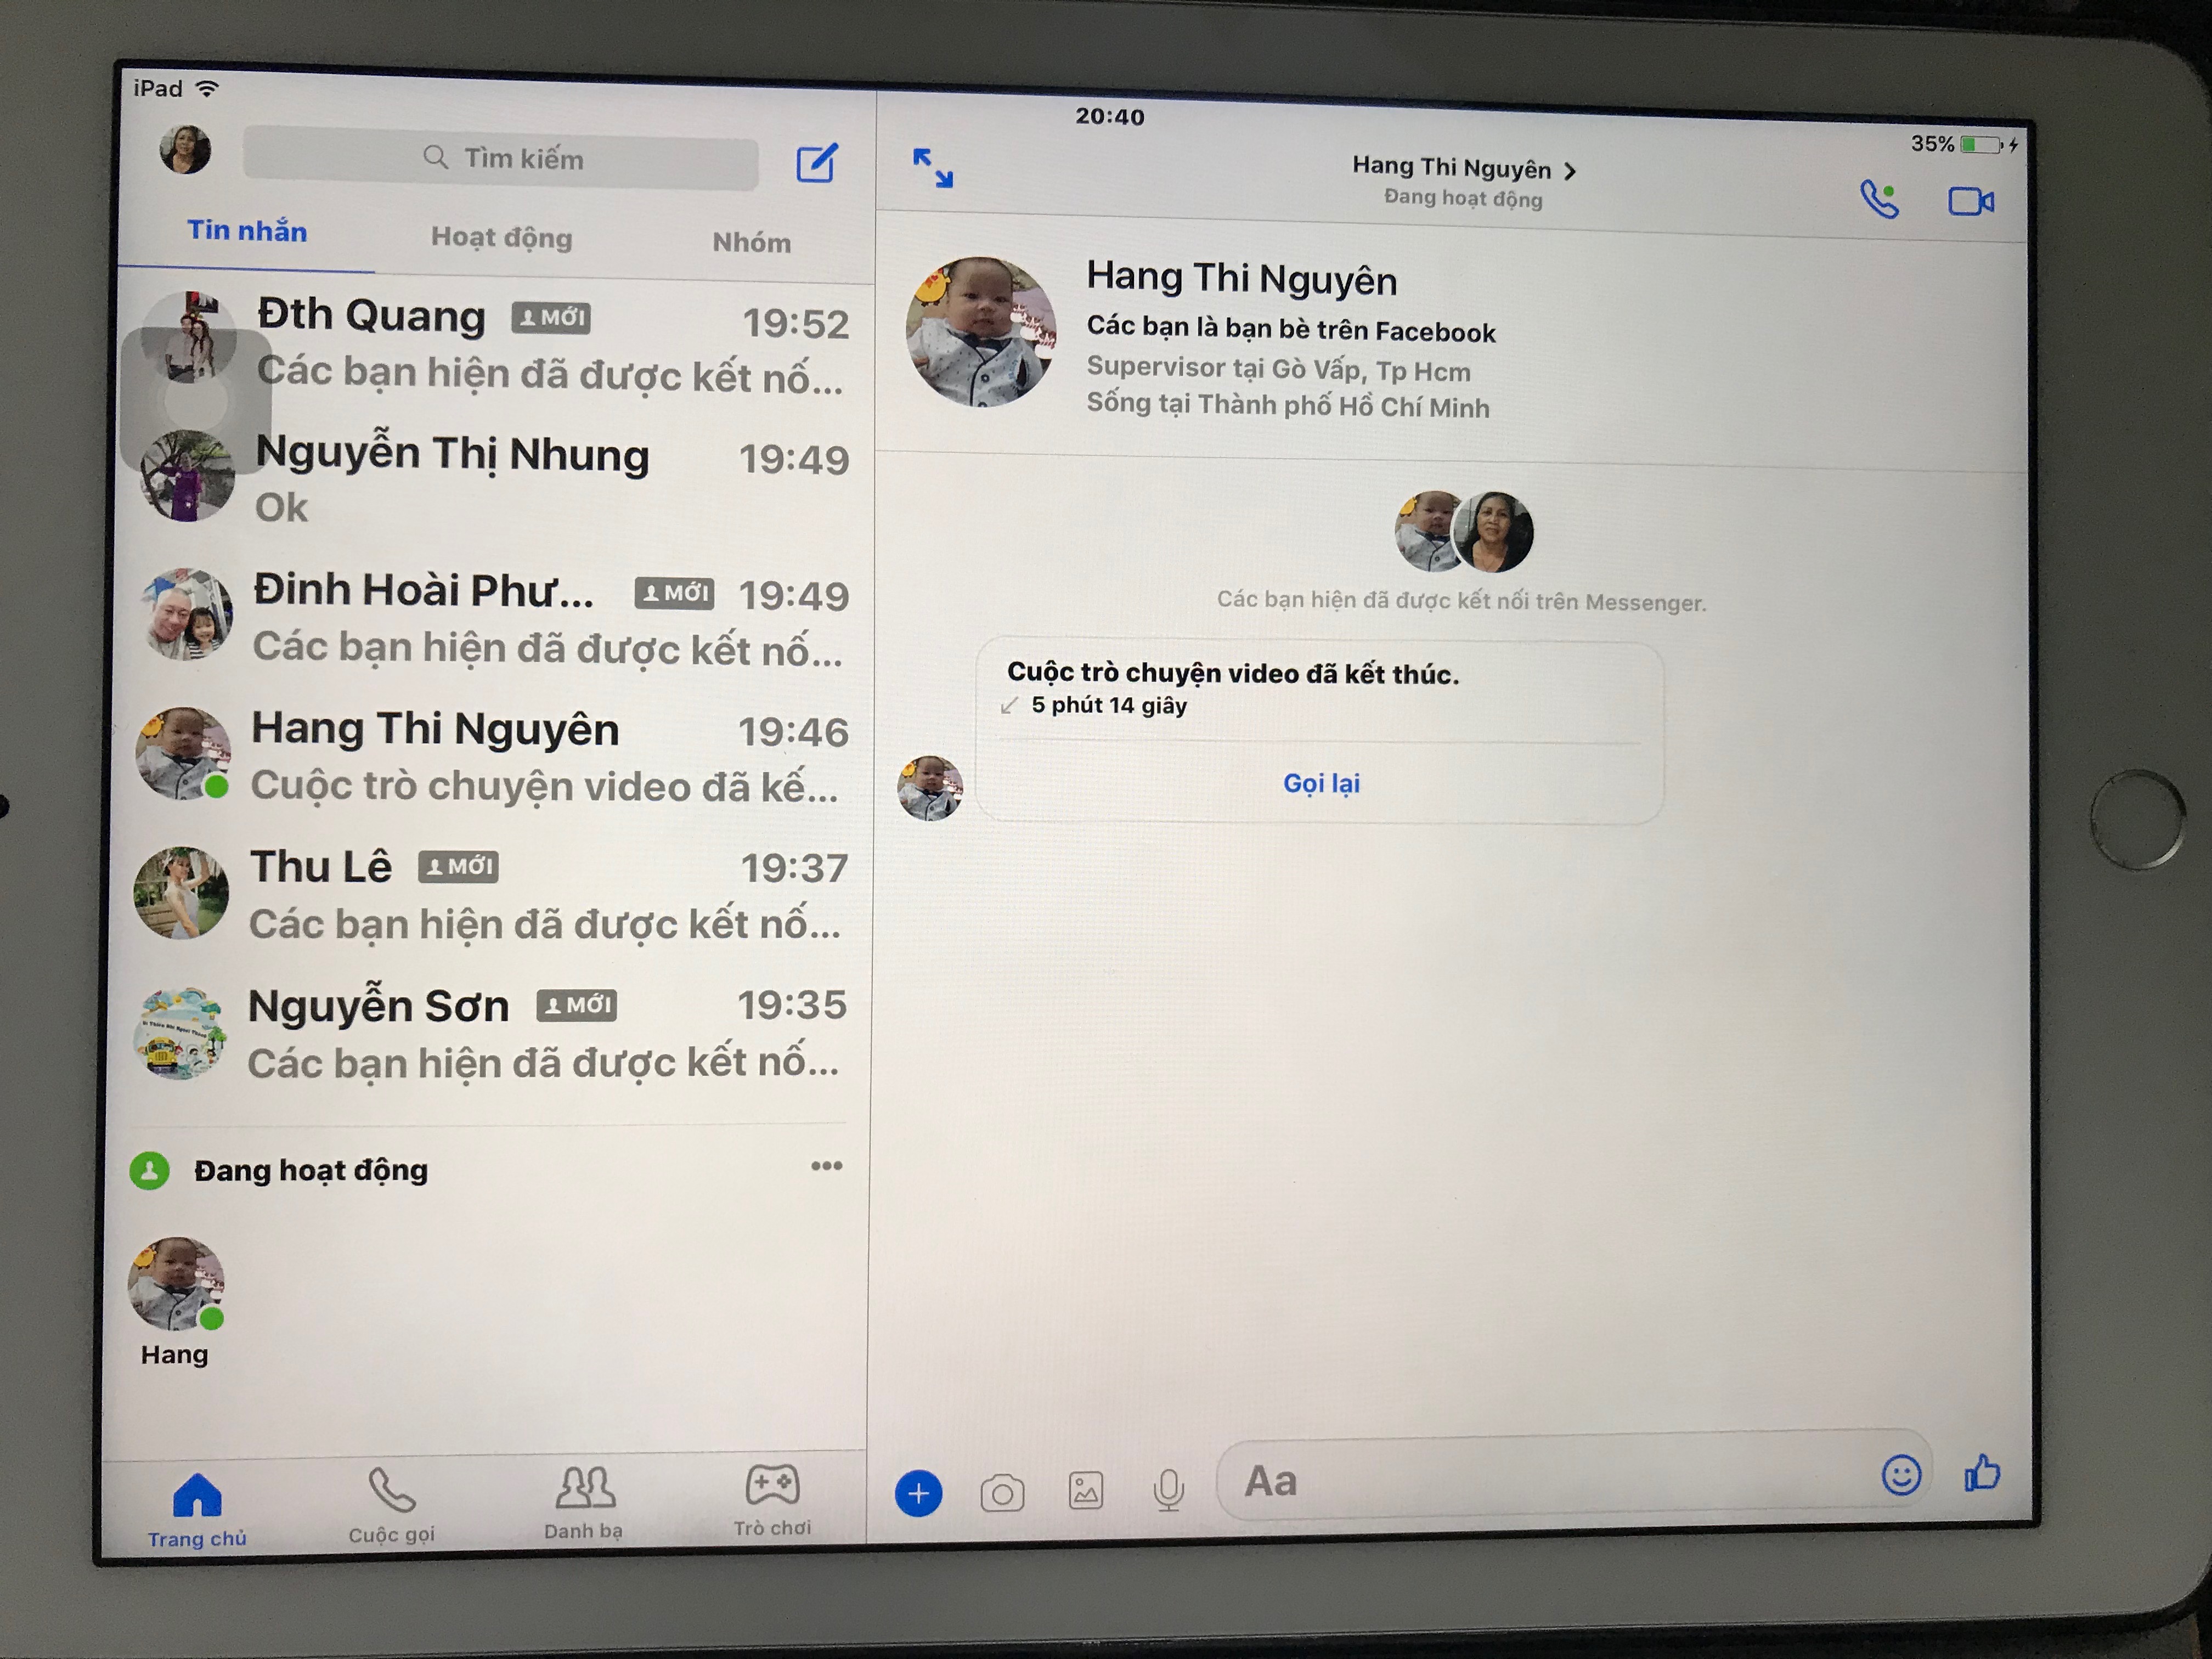 iPad
20:40
35%
Tìm kiếm
Tin nhắn
Hoạt động
Nhóm
Đth Quang
MỚI
19:52
Các bạn hiện đã được kết nố...
Nguyễn Thị Nhung
19:49
Ok
Đinh Hoài Phư...
MỚI
19:49
Các bạn hiện đã được kết nố...
Hang Thi Nguyên
19:46
Cuộc trò chuyện video đã kế...
Thu Lê
MỚI
19:37
Các bạn hiện đã được kết nố...
Nguyễn Sơn
MỚI
19:35
Các bạn hiện đã được kết nố...
Đang hoạt động
Hang
Trang chủ
Cuộc gọi
Danh bạ
Trò chơi
Hang Thi Nguyên
Đang hoạt động
Hang Thi Nguyên
Các bạn là bạn bè trên Facebook
Supervisor tại Gò Vấp, Tp Hcm
Sống tại Thành phố Hồ Chí Minh
Các bạn hiện đã được kết nối trên Messenger.
Cuộc trò chuyện video đã kết thúc.
5 phút 14 giây
Gọi lại
Aa